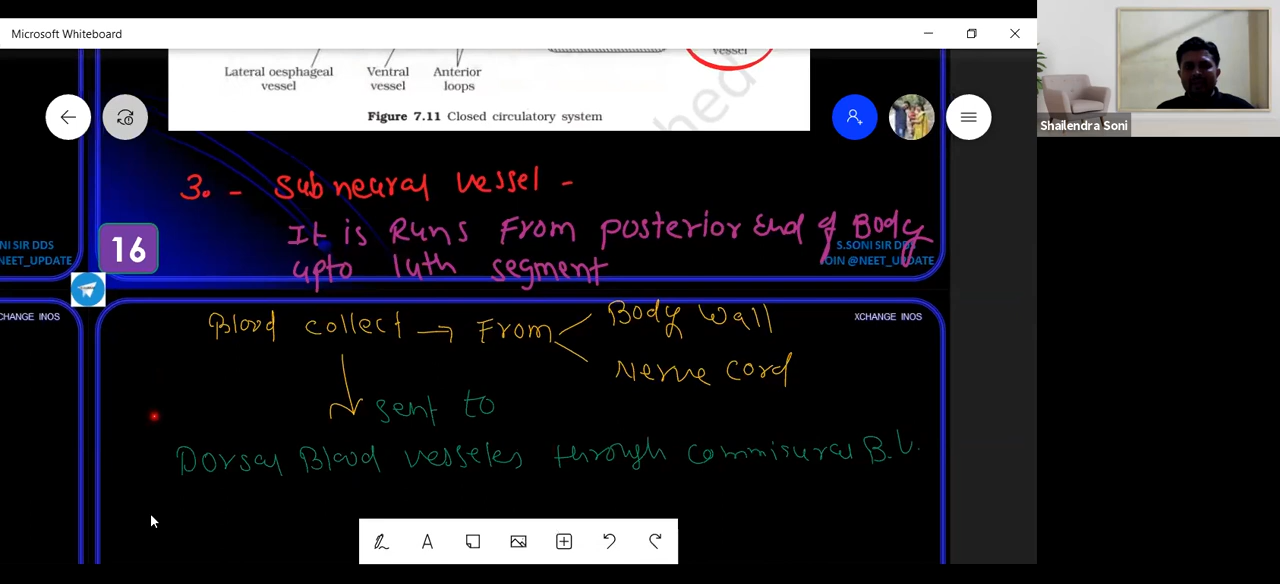 Microsoft Whiteboard
vessel
Lateral oesphageal
vessel
Ventral
vessel
Anterior
loops
Figure 7.11 Closed circulatory system
Shailendra Soni
3. - Subneural vessel -
It is Runs From posterior End of Body
upto 14th segment
16
NI SIR DDS
NEET_UPDATE
S.SONI SIR DDS
JOIN @NEET_UPDATE
CHANGE INOS
XCHANGE INOS
Blood collect → From Body wall
Nerve cord
sent to
Dorsal Blood vesseles through commisural B.V.
A